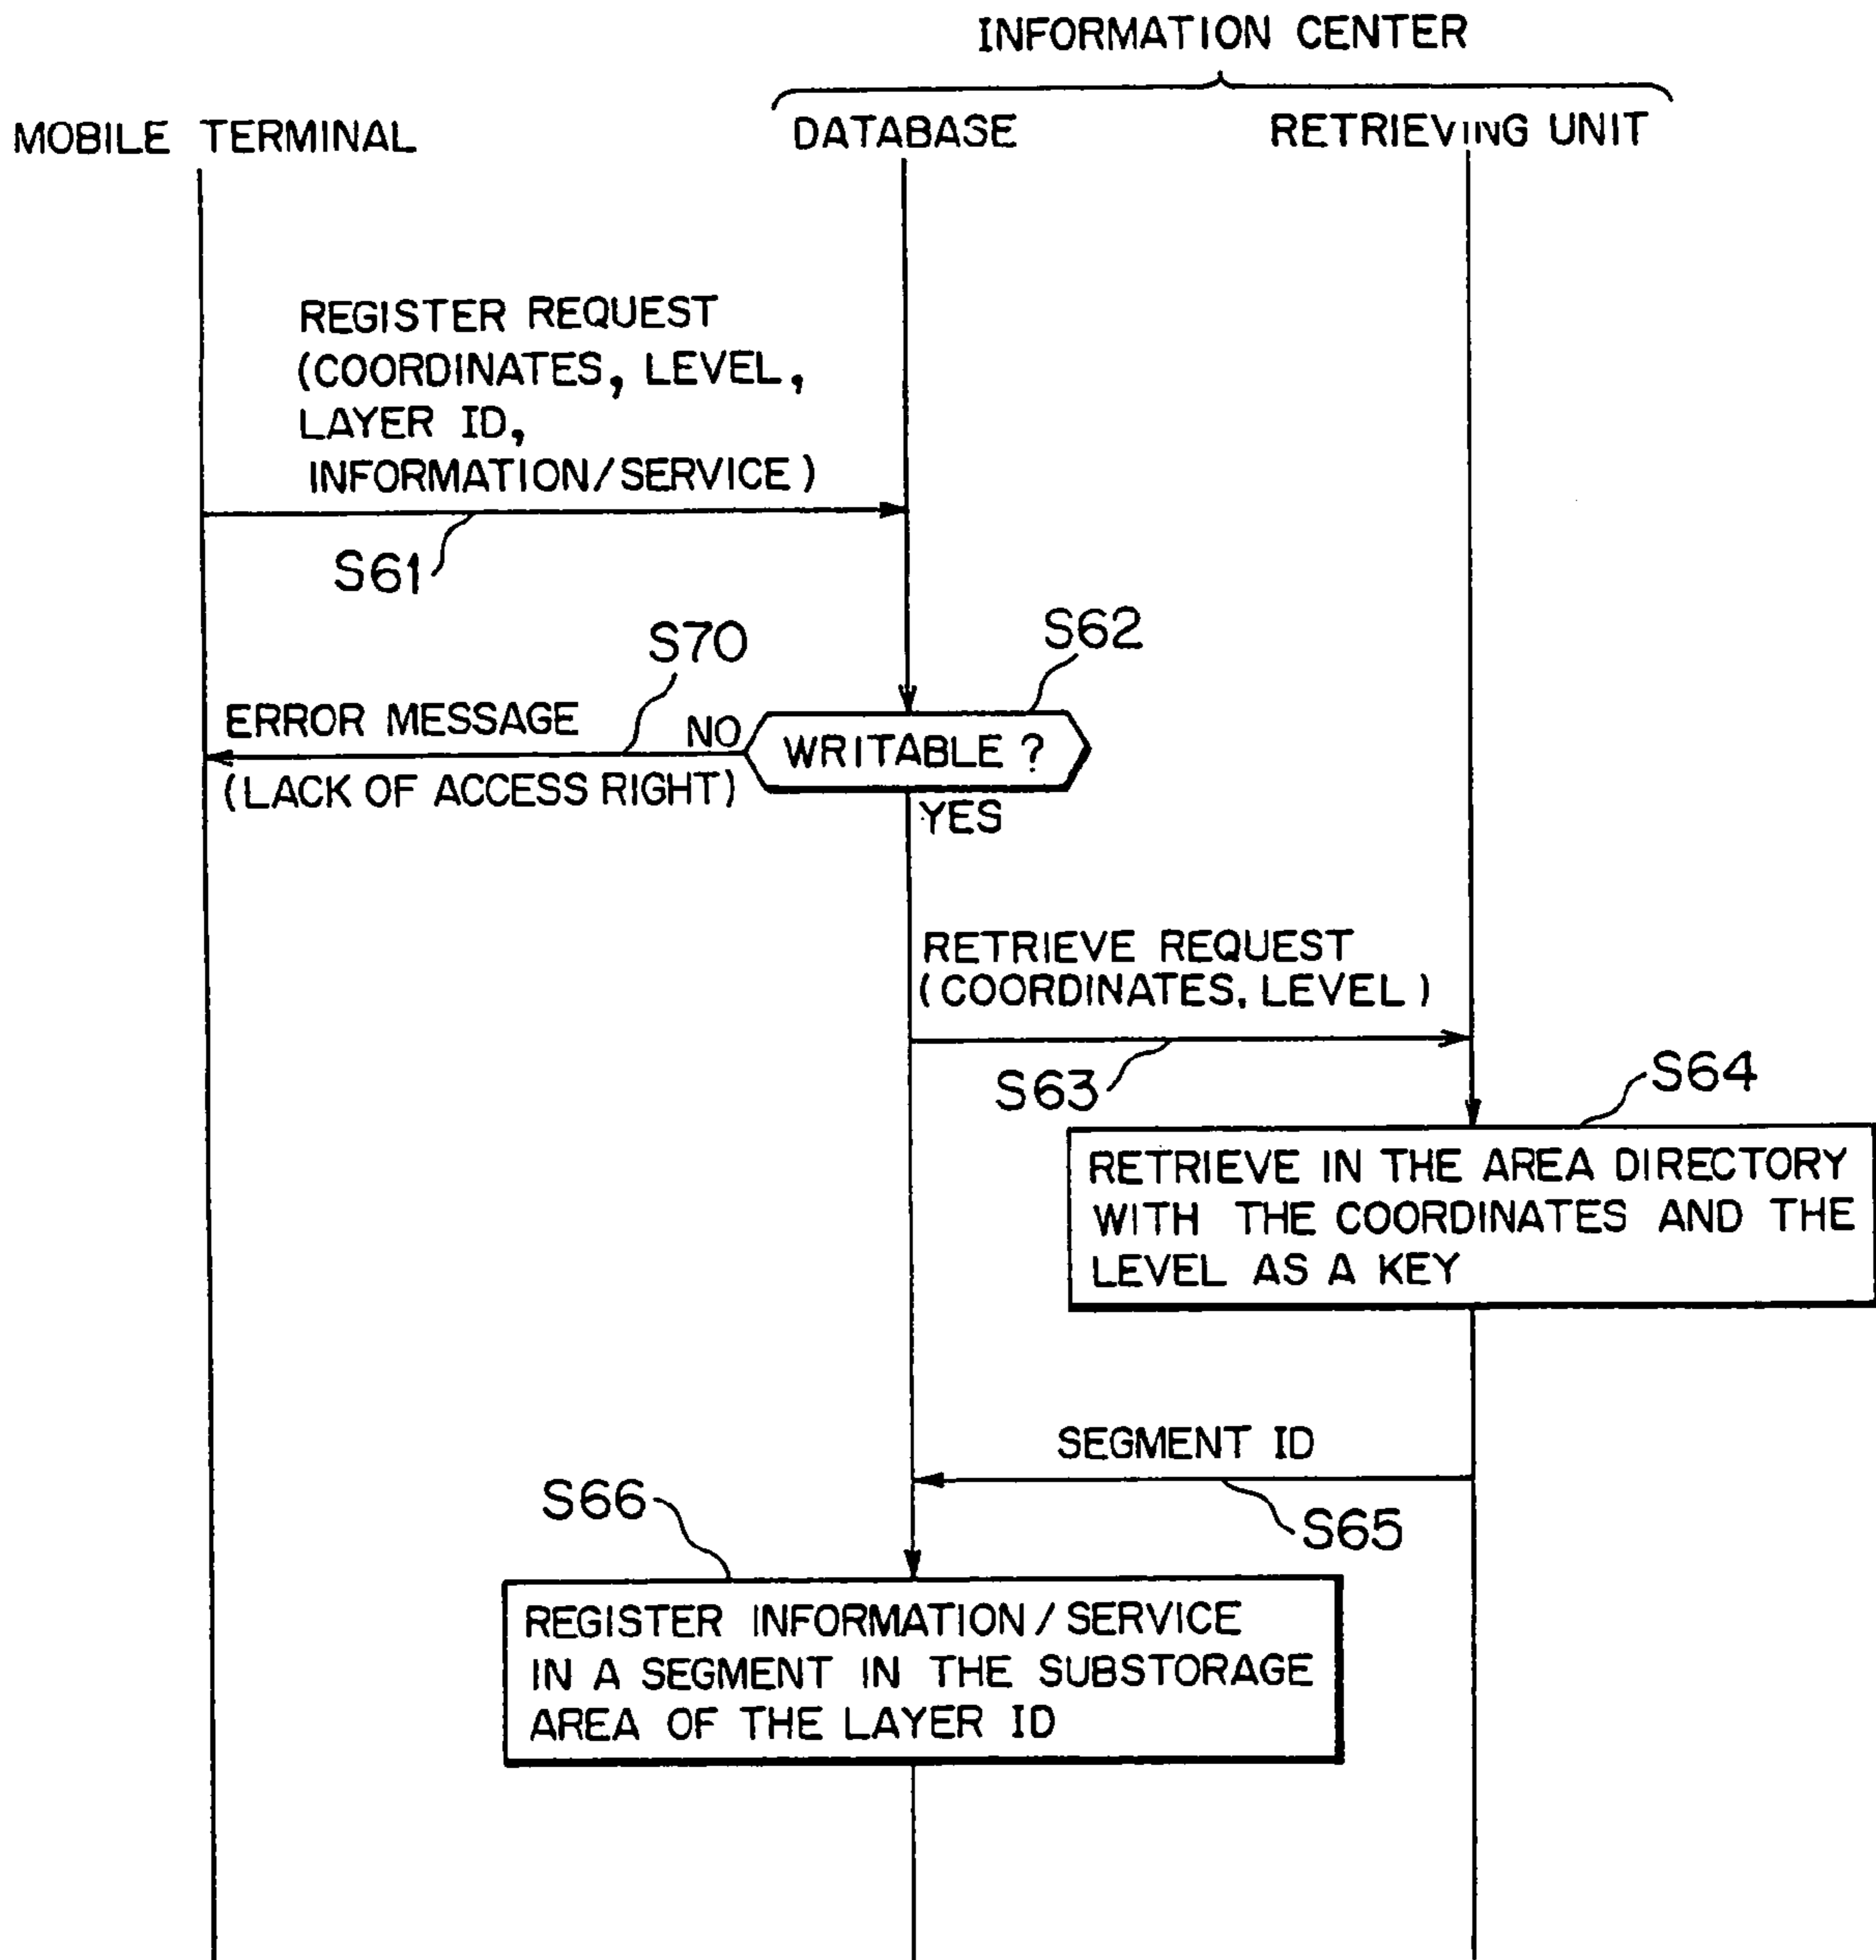 INFORMATION CENTER
MOBILE TERMINAL
DATABASE
RETRIEVING UNIT
REGISTER REQUEST
(COORDINATES, LEVEL,
LAYER ID,
INFORMATION/SERVICE)
S61
S70
S62
ERROR MESSAGE
NO
WRITABLE ?
(LACK OF ACCESS RIGHT)
YES
RETRIEVE REQUEST
(COORDINATES, LEVEL)
S63
S64
RETRIEVE IN THE AREA DIRECTORY
WITH THE COORDINATES AND THE
LEVEL AS A KEY
SEGMENT ID
S66
S65
REGISTER INFORMATION/SERVICE
IN A SEGMENT IN THE SUBSTORAGE
AREA OF THE LAYER ID